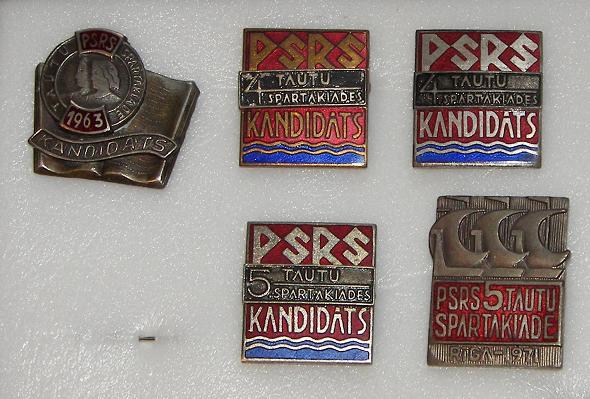 PSRS
TAUTU SPARTAKIADE
1963
KANDIDĀTS
PSRS
4 TAUTU
SPARTAKIĀDES
KANDIDĀTS
PSRS
4 TAUTU
SPARTAKIĀDES
KANDIDĀTS
PSRS
5 TAUTU
SPARTAKIĀDES
KANDIDĀTS
PSRS 5. TAUTU
SPARTAKIĀDE
RĪGA-1971